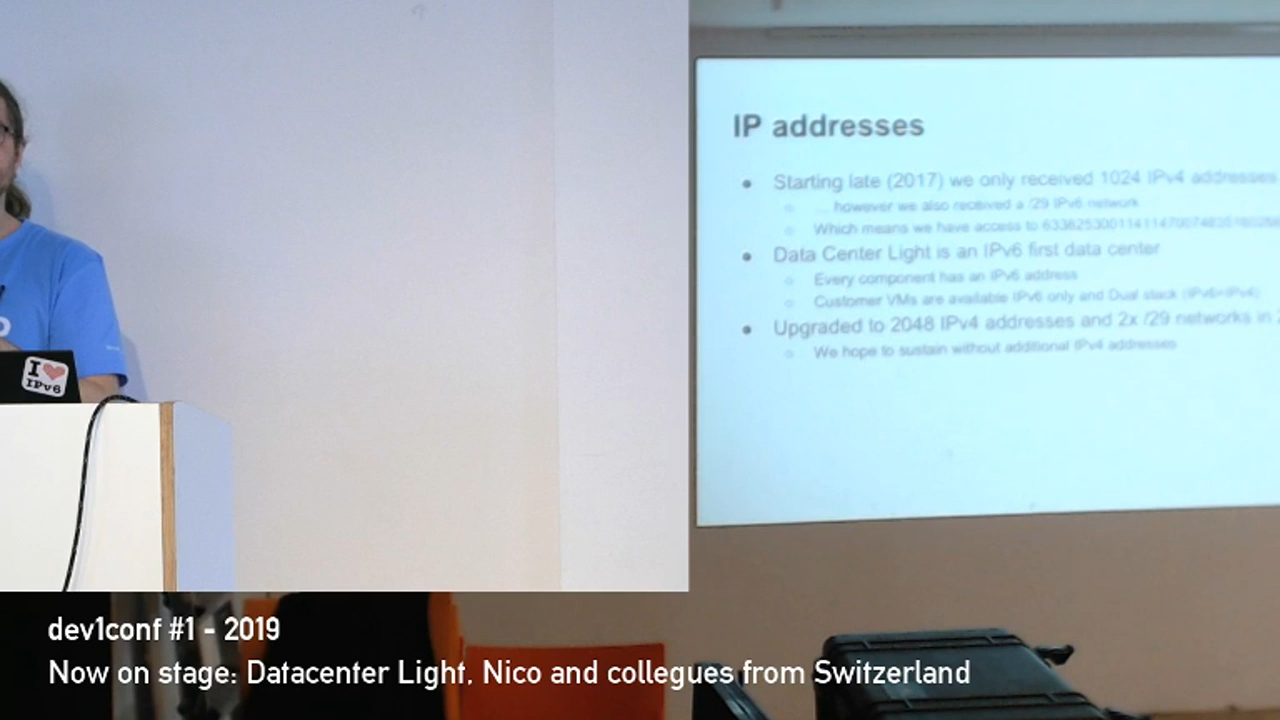 IP addresses
Starting late (2017) we only received 1024 IPv4 addresses
... however we also received a /29 IPv6 network
Which means we have access to
Data Center Light is an IPv6 first data center
Every component has an IPv6 address
Customer VMs are available IPv6 only and Dual stack (IPv6+IPv4)
Upgraded to 2048 IPv4 addresses and 2x /29 networks in
We hope to sustain without additional IPv4 addresses
I
IPv6
dev1conf #1 - 2019
Now on stage: Datacenter Light, Nico and collegues from Switzerland